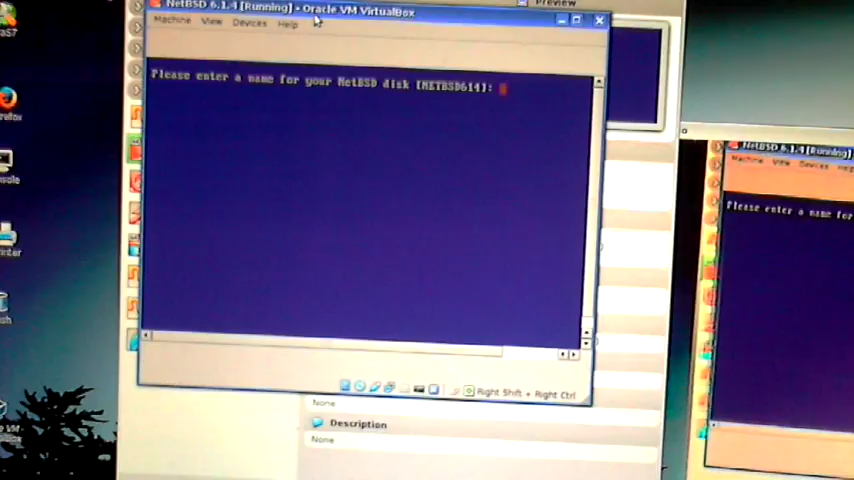 Preview
NetBSD 6.1.4 [Running] - Oracle VM VirtualBox
Machine View Devices Help
Please enter a name for your NetBSD disk [NETBSD614]:
Right Shift + Right Ctrl
None
Description
None
NetBSD 6.1.4 [Running]
Machine View Devices
Please enter a name for